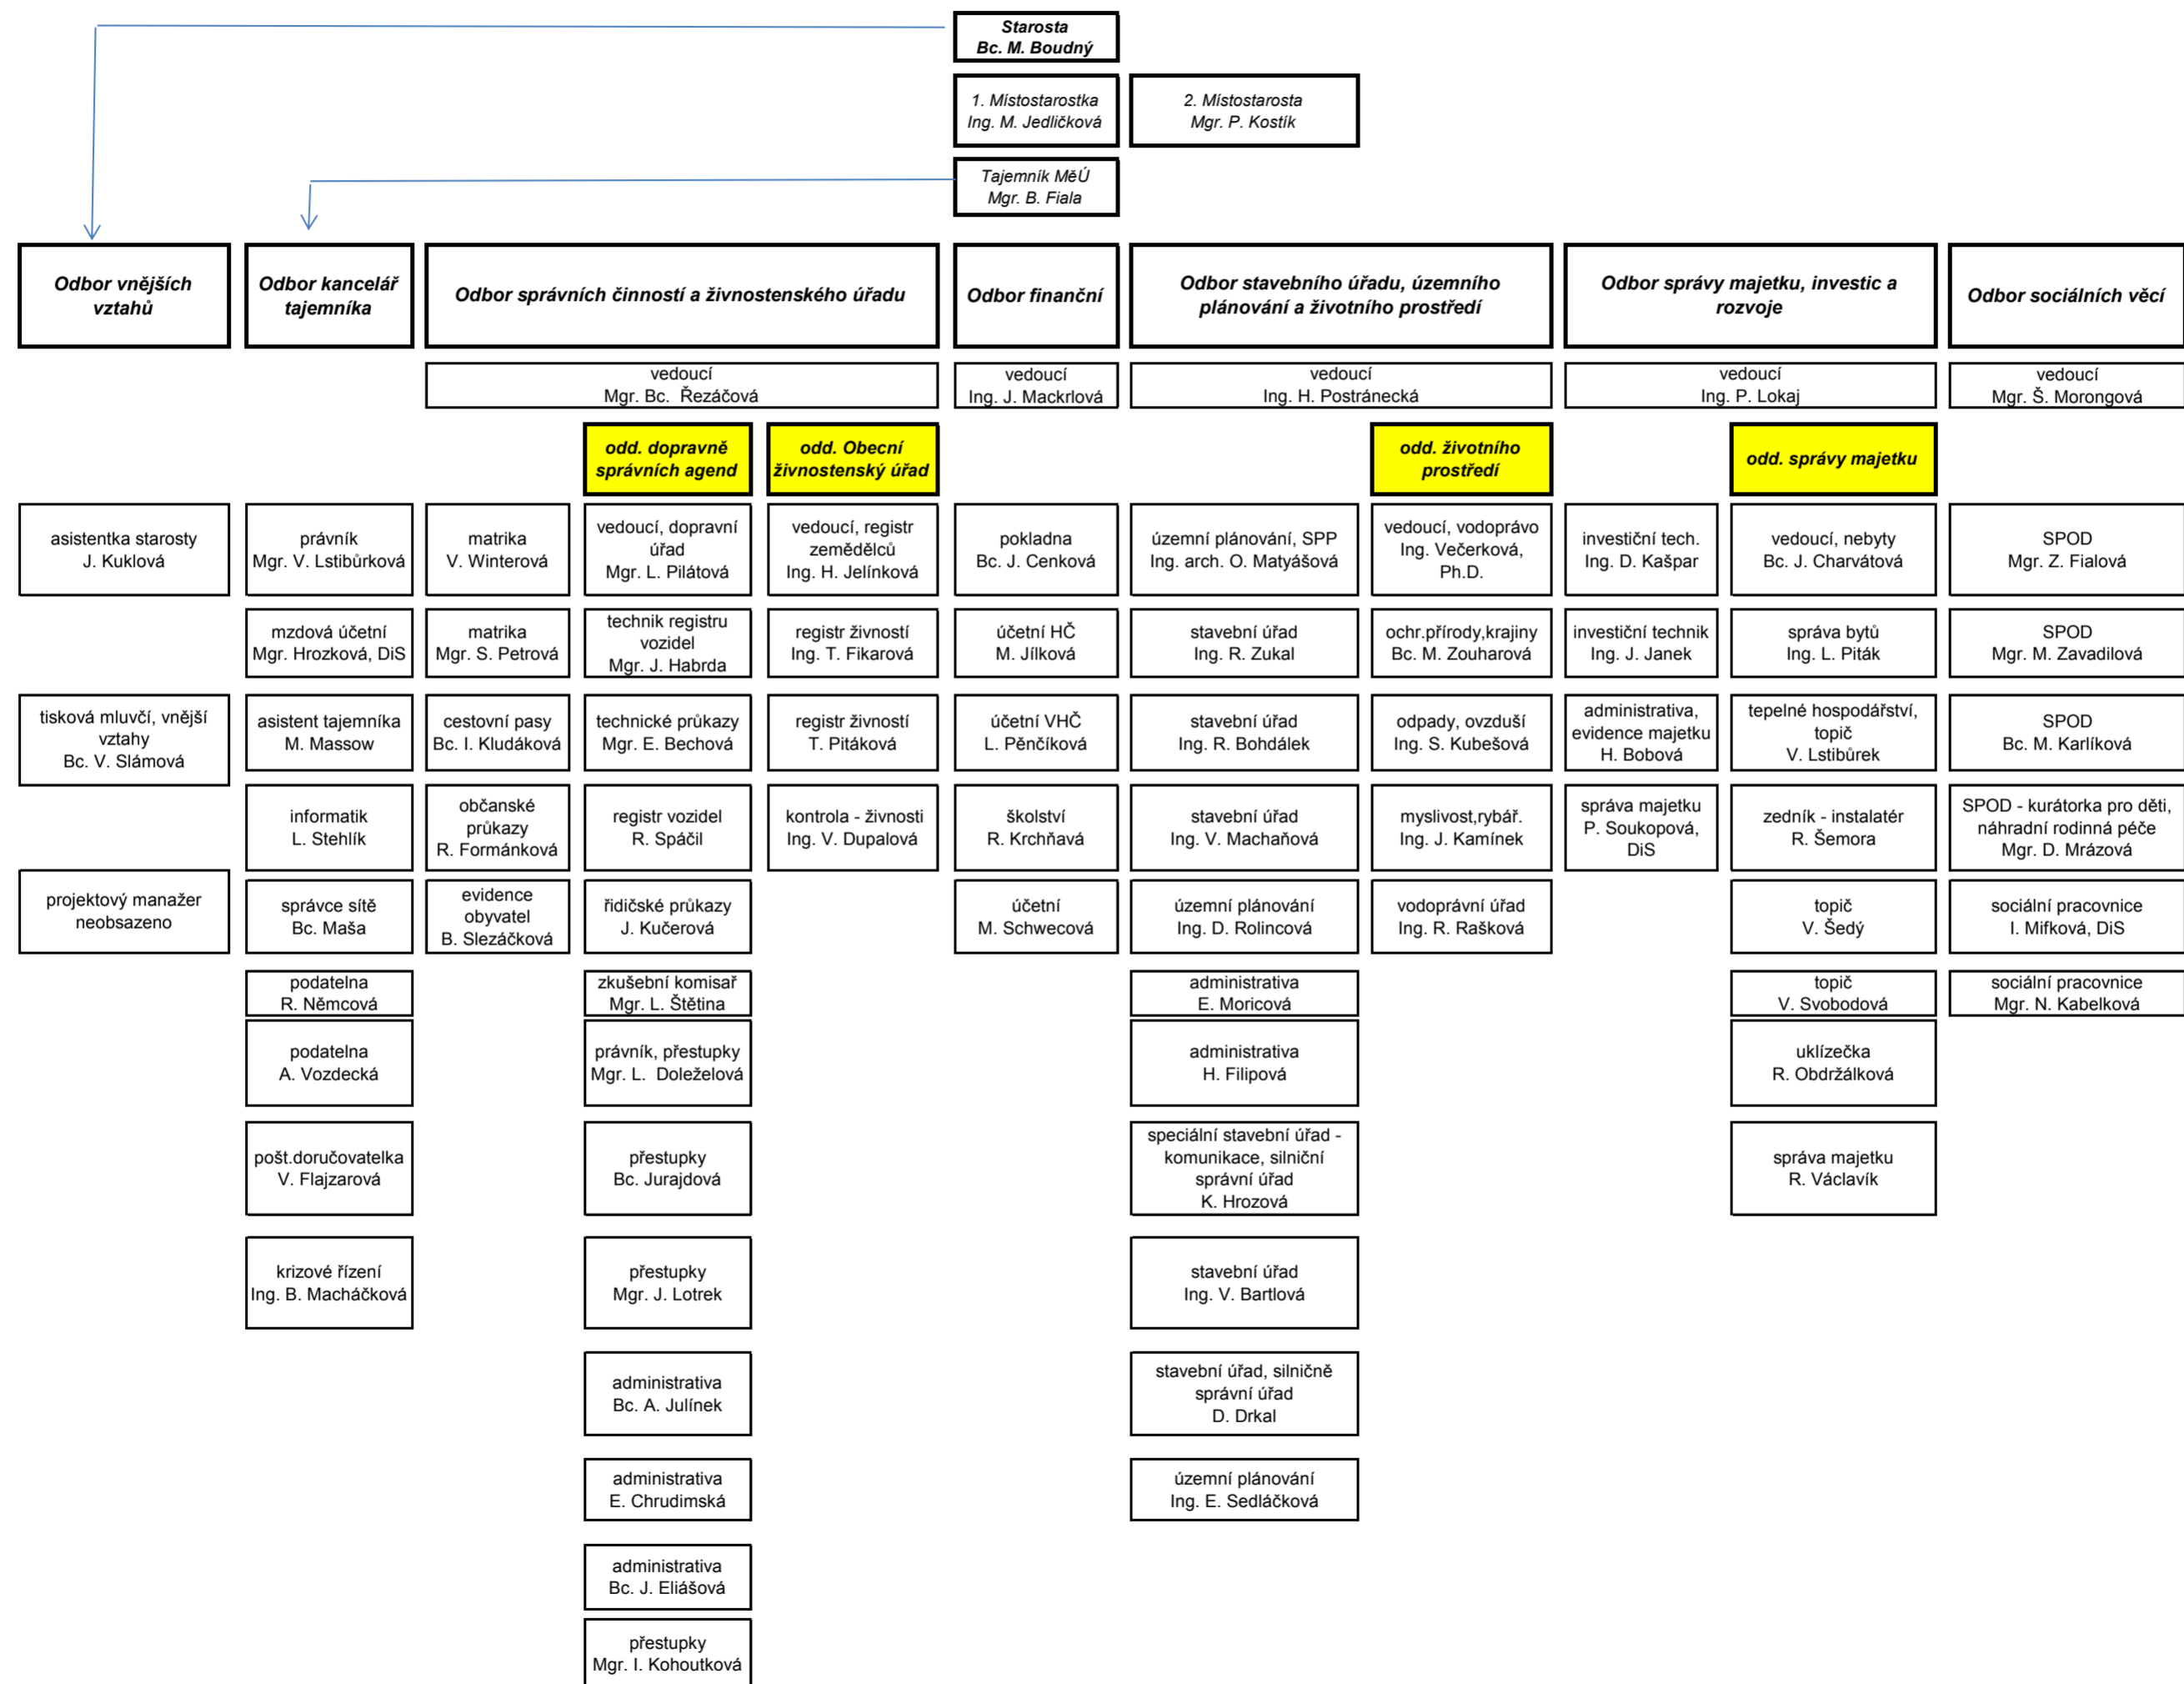 Starosta
Bc. M. Boudný
1. Místostarostka
Ing. M. Jedličková
2. Místostarosta
Mgr. P. Kostík
Tajemník MěÚ
Mgr. B. Fiala
Odbor vnějších
vztahů
Odbor kancelář
tajemníka
Odbor správních činností a živnostenského úřadu
Odbor finanční
Odbor stavebního úřadu, územního
plánování a životního prostředí
Odbor správy majetku, investic a
rozvoje
Odbor sociálních věcí
vedoucí
Mgr. Bc.  Řezáčová
vedoucí
Ing. J. Mackrlová
vedoucí
Ing. H. Postránecká
vedoucí
Ing. P. Lokaj
vedoucí
Mgr. Š. Morongová
odd. dopravně
správních agend
odd. Obecní
živnostenský úřad
odd. životního
prostředí
odd. správy majetku
asistentka starosty
J. Kuklová
právník
Mgr. V. Lstibůrková
matrika
V. Winterová
vedoucí, dopravní
úřad
Mgr. L. Pilátová
vedoucí, registr
zemědělců
Ing. H. Jelínková
pokladna
Bc. J. Cenková
územní plánování, SPP
Ing. arch. O. Matyášová
vedoucí, vodoprávo
Ing. Večerková,
Ph.D.
investiční tech.
Ing. D. Kašpar
vedoucí, nebyty
Bc. J. Charvátová
SPOD
Mgr. Z. Fialová
mzdová účetní
Mgr. Hrozková, DiS
matrika
Mgr. S. Petrová
technik registru
vozidel
Mgr. J. Habrda
registr živností
Ing. T. Fikarová
účetní HČ
M. Jílková
stavební úřad
Ing. R. Zukal
ochr.přírody,krajiny
Bc. M. Zouharová
investiční technik
Ing. J. Janek
správa bytů
Ing. L. Piták
SPOD
Mgr. M. Zavadilová
tisková mluvčí, vnější
vztahy
Bc. V. Slámová
asistent tajemníka
M. Massow
cestovní pasy
Bc. I. Kludáková
technické průkazy
Mgr. E. Bechová
registr živností
T. Pitáková
účetní VHČ
L. Pěnčíková
stavební úřad
Ing. R. Bohdálek
odpady, ovzduší
Ing. S. Kubešová
administrativa,
evidence majetku
H. Bobová
tepelné hospodářství,
topič
V. Lstibůrek
SPOD
Bc. M. Karlíková
informatik
L. Stehlík
občanské
průkazy
R. Formánková
registr vozidel
R. Spáčil
kontrola - živnosti
Ing. V. Dupalová
školství
R. Krchňavá
stavební úřad
Ing. V. Machaňová
myslivost,rybář.
Ing. J. Kamínek
správa majetku
P. Soukopová,
DiS
zedník - instalatér
R. Šemora
SPOD - kurátorka pro děti,
náhradní rodinná péče
Mgr. D. Mrázová
projektový manažer
neobsazeno
správce sítě
Bc. Maša
evidence
obyvatel
B. Slezáčková
řidičské průkazy
J. Kučerová
účetní
M. Schwecová
územní plánování
Ing. D. Rolincová
vodoprávní úřad
Ing. R. Rašková
topič
V. Šedý
sociální pracovnice
I. Mifková, DiS
podatelna
R. Němcová
zkušební komisař
Mgr. L. Štětina
administrativa
E. Moricová
topič
V. Svobodová
sociální pracovnice
Mgr. N. Kabelková
podatelna
A. Vozdecká
právník, přestupky
Mgr. L.  Doleželová
administrativa
H. Filipová
uklízečka
R. Obdržálková
pošt.doručovatelka
V. Flajzarová
přestupky
Bc. Jurajdová
speciální stavební úřad -
komunikace, silniční
správní úřad
K. Hrozová
správa majetku
R. Václavík
krizové řízení
Ing. B. Macháčková
přestupky
Mgr. J. Lotrek
stavební úřad
Ing. V. Bartlová
administrativa
Bc. A. Julínek
stavební úřad, silničně
správní úřad
D. Drkal
administrativa
E. Chrudimská
územní plánování
Ing. E. Sedláčková
administrativa
Bc. J. Eliášová
přestupky
Mgr. I. Kohoutková